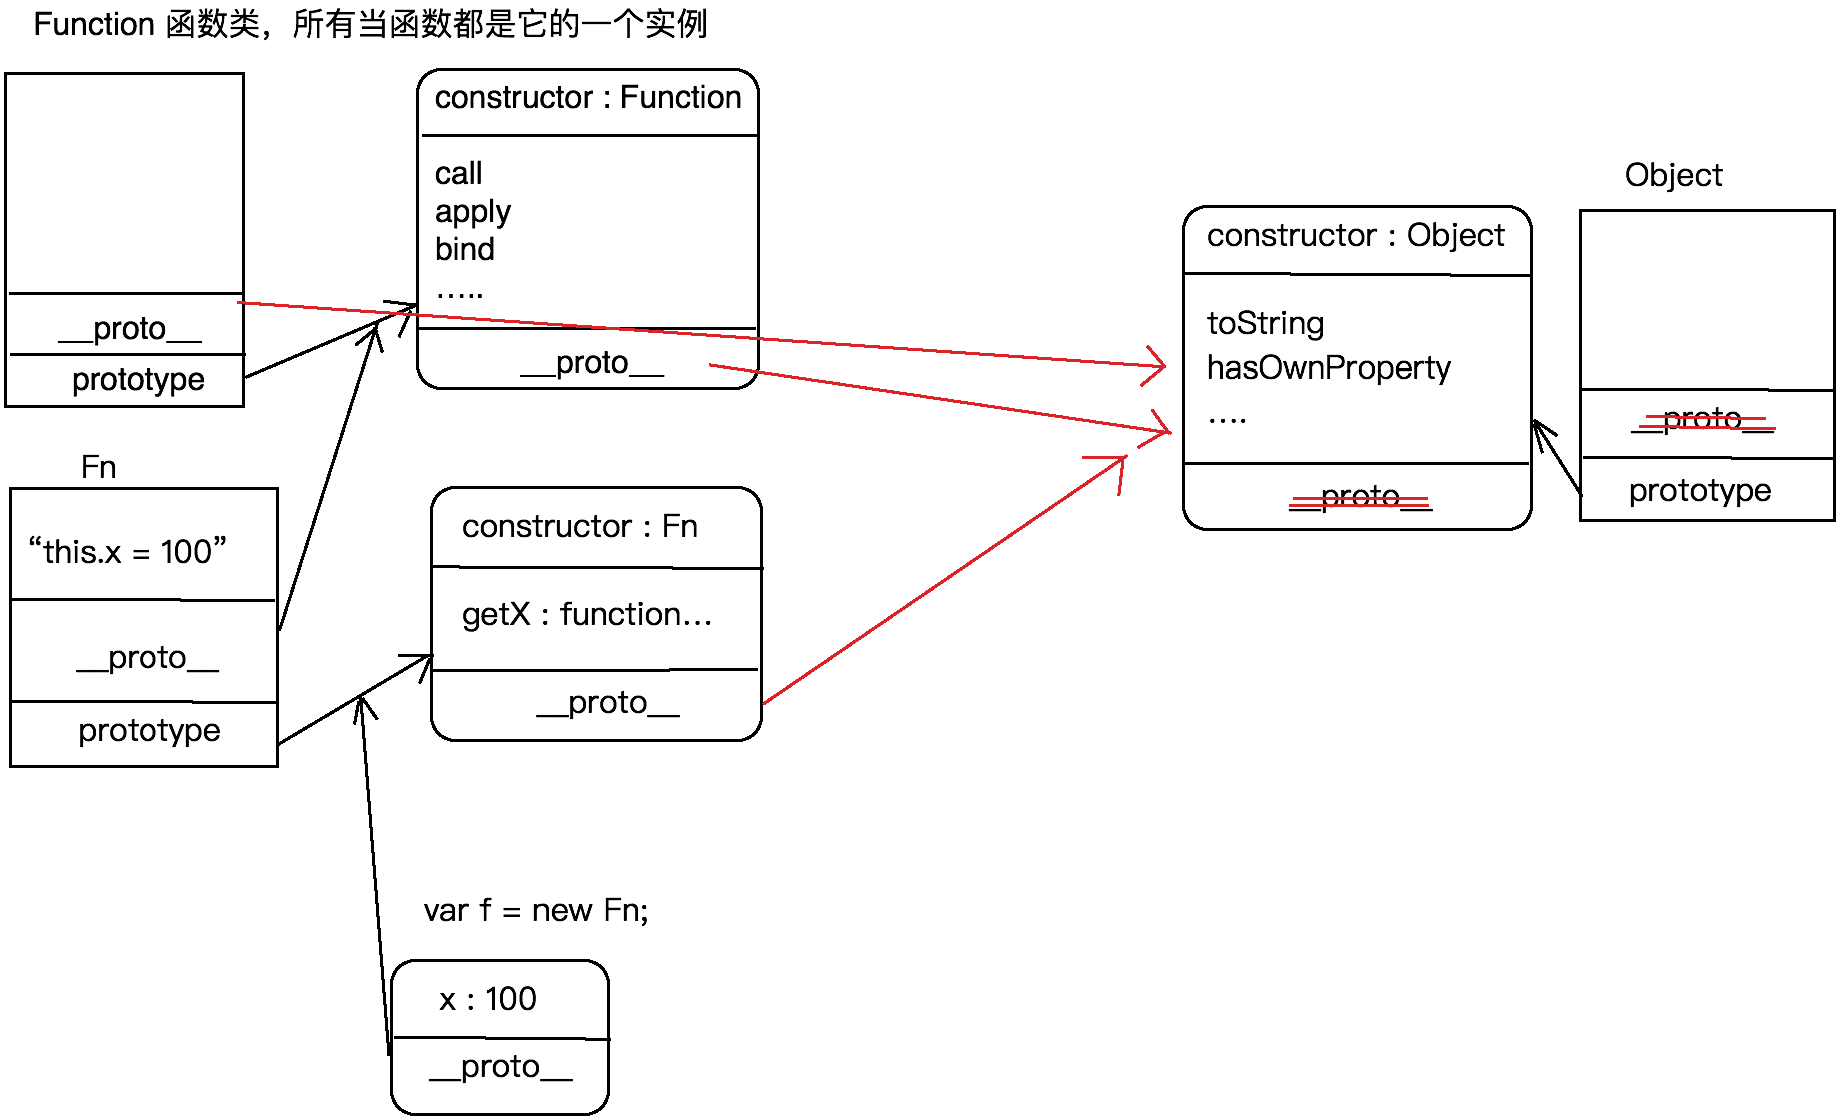 Function 函数类，所有当函数都是它的一个实例
__proto__
prototype
constructor : Function
call
apply
bind
.....
__proto__
Object
constructor : Object
toString
hasOwnProperty
....
__proto__
__proto__
prototype
Fn
“this.x = 100”
__proto__
prototype
constructor : Fn
getX : function...
__proto__
var f = new Fn;
x : 100
__proto__